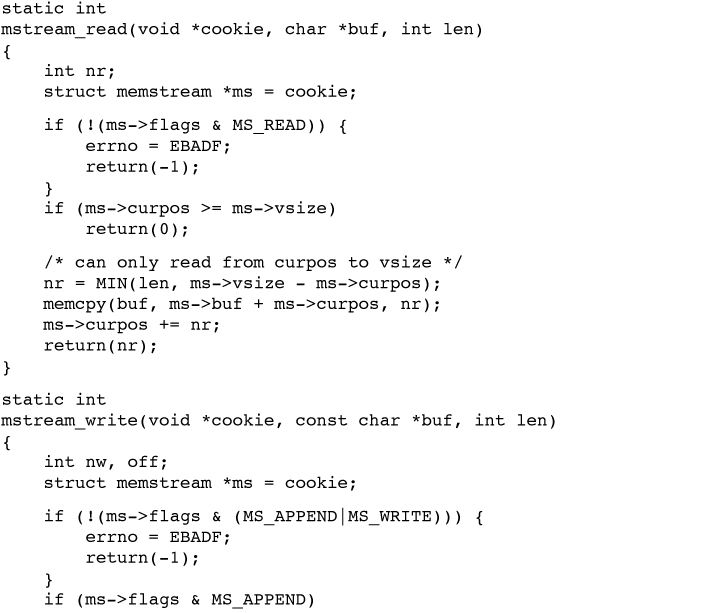 static int
mstream_read(void *cookie, char *buf, int len)
{
    int nr;
    struct memstream *ms = cookie;
    if (!(ms->flags & MS_READ)) {
        errno = EBADF;
        return(-1);
    }
    if (ms->curpos >= ms->vsize)
        return(0);
    /* can only read from curpos to vsize */
    nr = MIN(len, ms->vsize - ms->curpos);
    memcpy(buf, ms->buf + ms->curpos, nr);
    ms->curpos += nr;
    return(nr);
}
static int
mstream_write(void *cookie, const char *buf, int len)
{
    int nw, off;
    struct memstream *ms = cookie;
    if (!(ms->flags & (MS_APPEND|MS_WRITE))) {
        errno = EBADF;
        return(-1);
    }
    if (ms->flags & MS_APPEND)